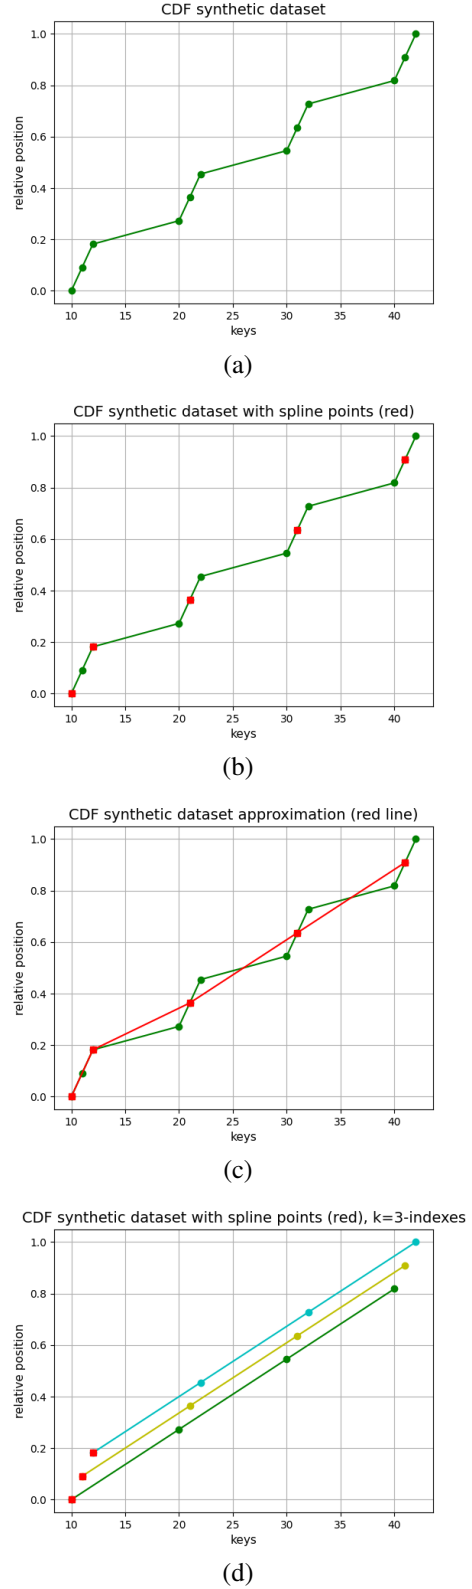 CDF synthetic dataset
1.0
0.8
0.6
0.4
0.2
0.0
relative position
10 15 20 25 30 35 40
keys
(a)
CDF synthetic dataset with spline points (red)
1.0
0.8
0.6
0.4
0.2
0.0
relative position
10 15 20 25 30 35 40
keys
(b)
CDF synthetic dataset approximation (red line)
1.0
0.8
0.6
0.4
0.2
0.0
relative position
10 15 20 25 30 35 40
keys
(c)
CDF synthetic dataset with spline points (red), k=3-indexes
1.0
0.8
0.6
0.4
0.2
0.0
relative position
10 15 20 25 30 35 40
keys
(d)